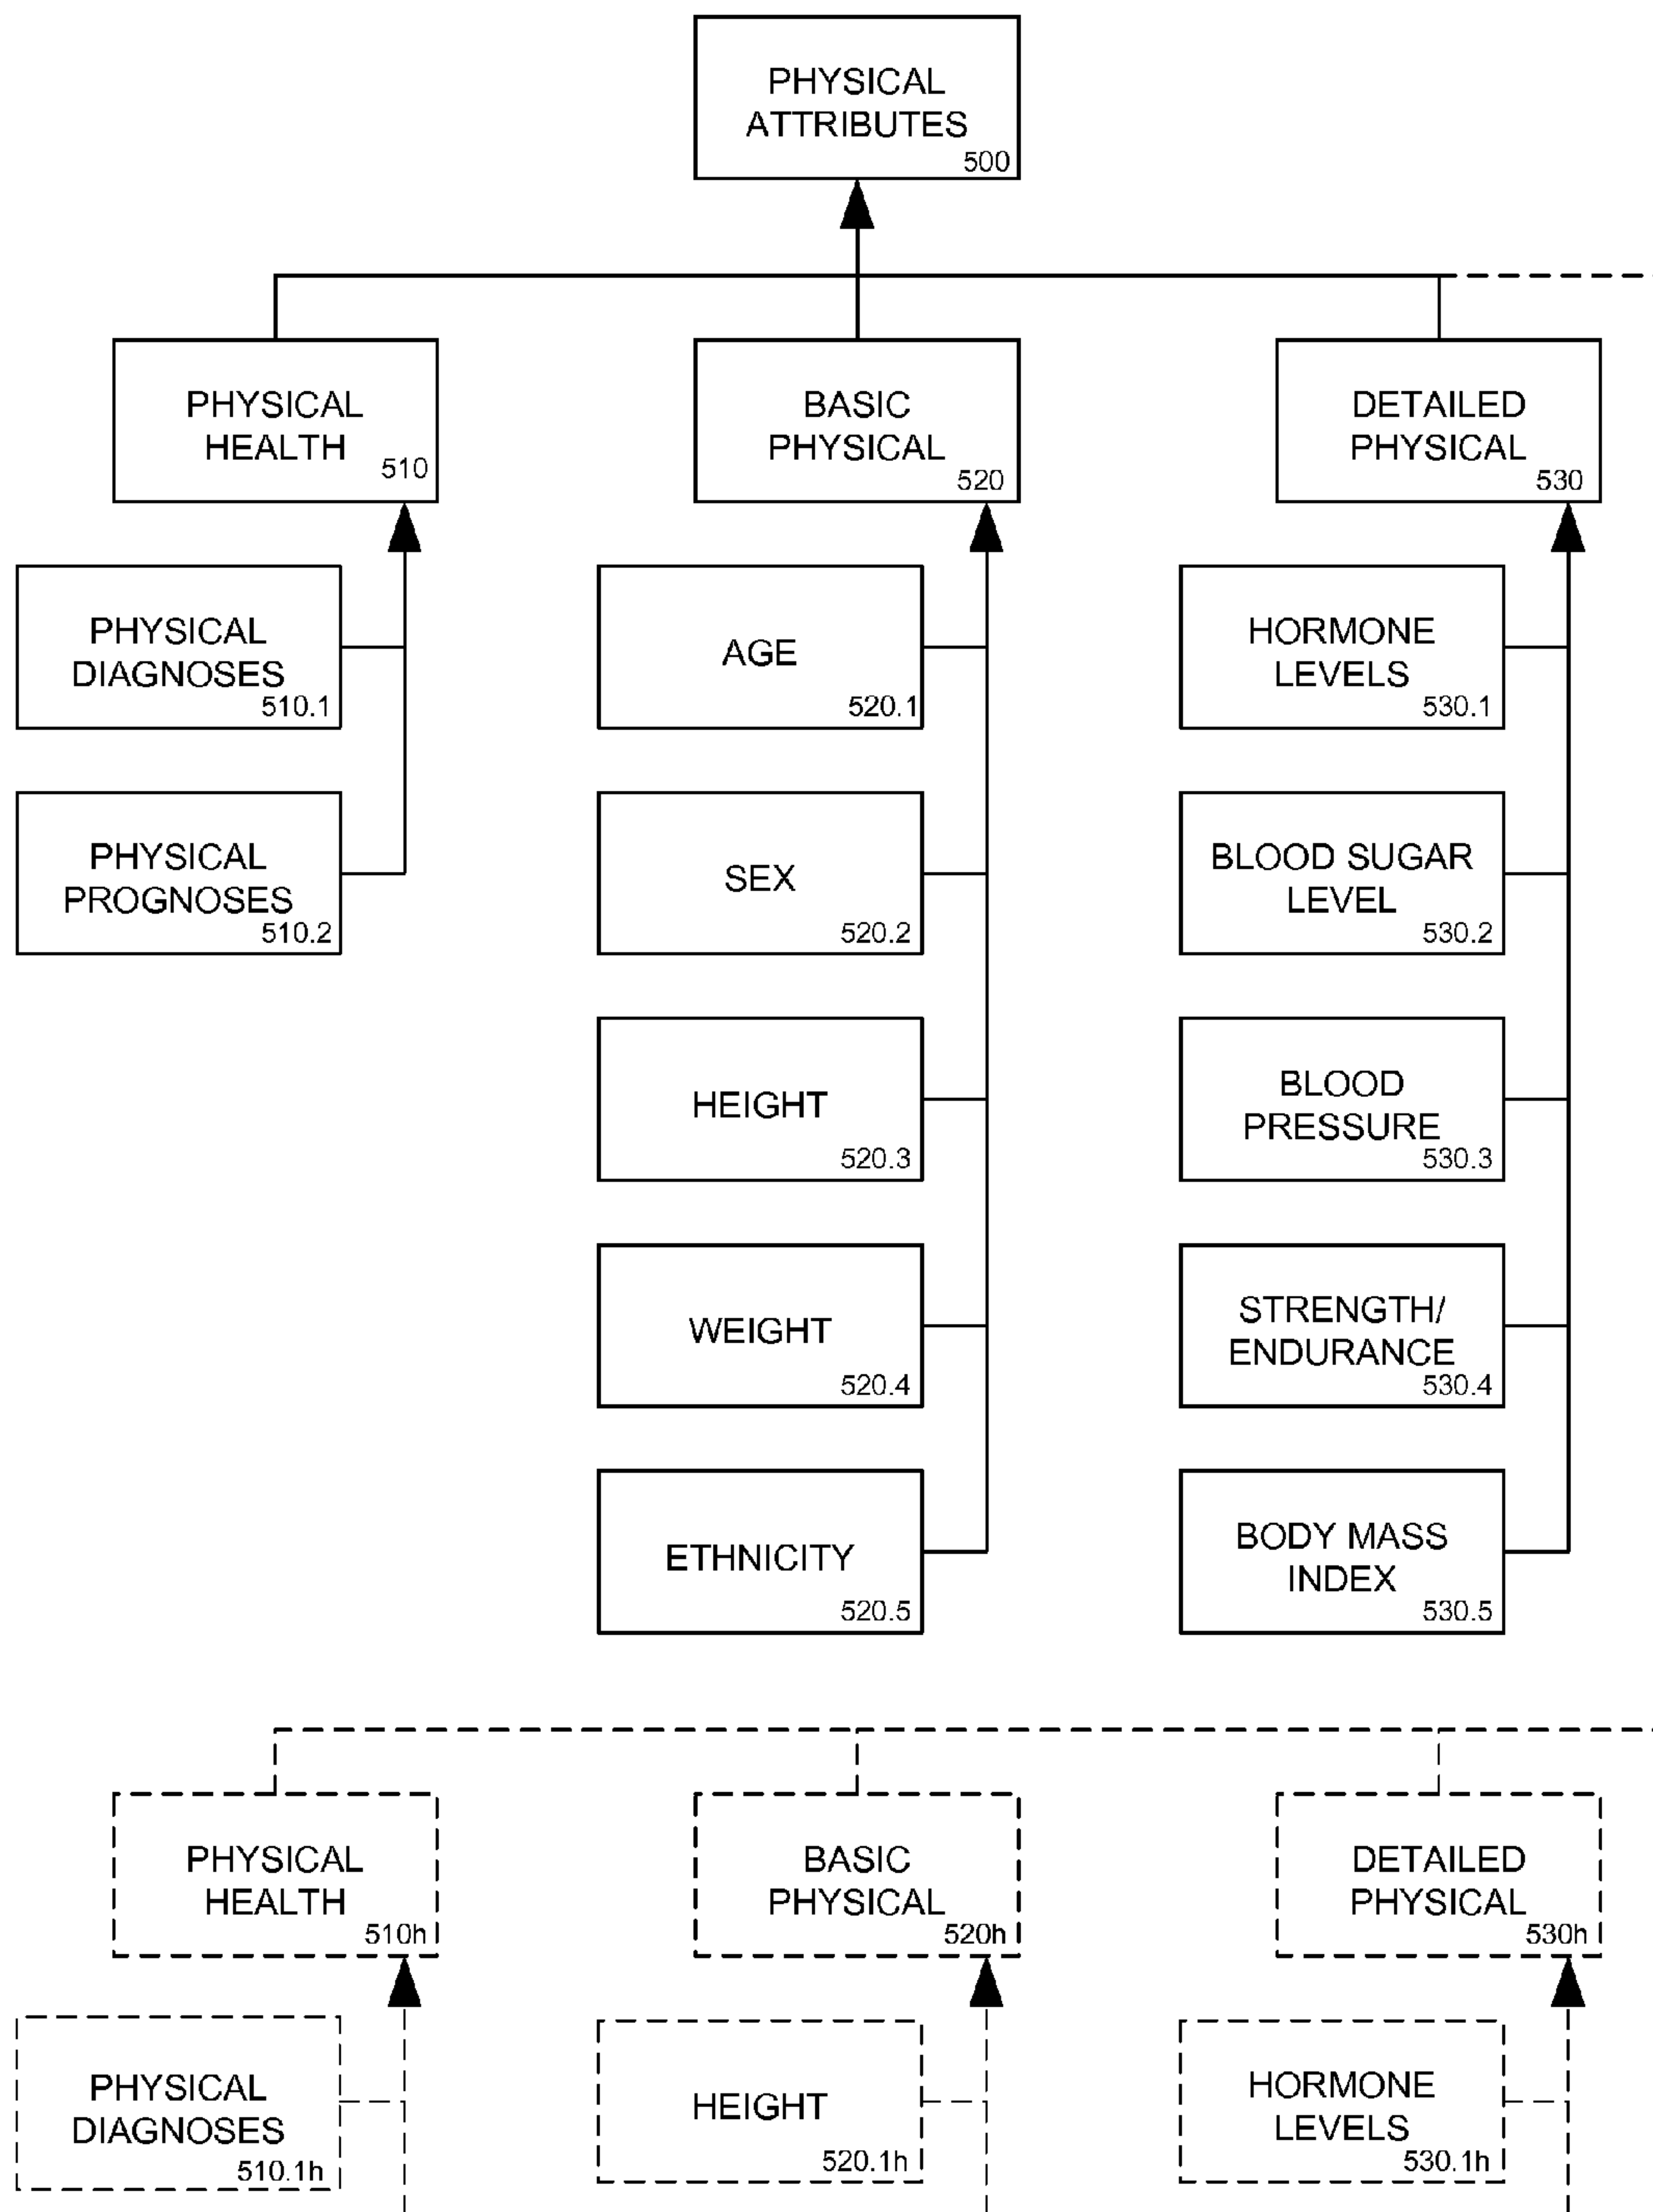 PHYSICAL
ATTRIBUTES
500
PHYSICAL
HEALTH
510
BASIC
PHYSICAL
520
DETAILED
PHYSICAL
530
PHYSICAL
DIAGNOSES
510.1
PHYSICAL
PROGNOSES
510.2
AGE
520.1
SEX
520.2
HEIGHT
520.3
WEIGHT
520.4
ETHNICITY
520.5
HORMONE
LEVELS
530.1
BLOOD SUGAR
LEVEL
530.2
BLOOD
PRESSURE
530.3
STRENGTH/
ENDURANCE
530.4
BODY MASS
INDEX
530.5
PHYSICAL
HEALTH
510h
BASIC
PHYSICAL
520h
DETAILED
PHYSICAL
530h
PHYSICAL
DIAGNOSES
510.1h
HEIGHT
520.1h
HORMONE
LEVELS
530.1h